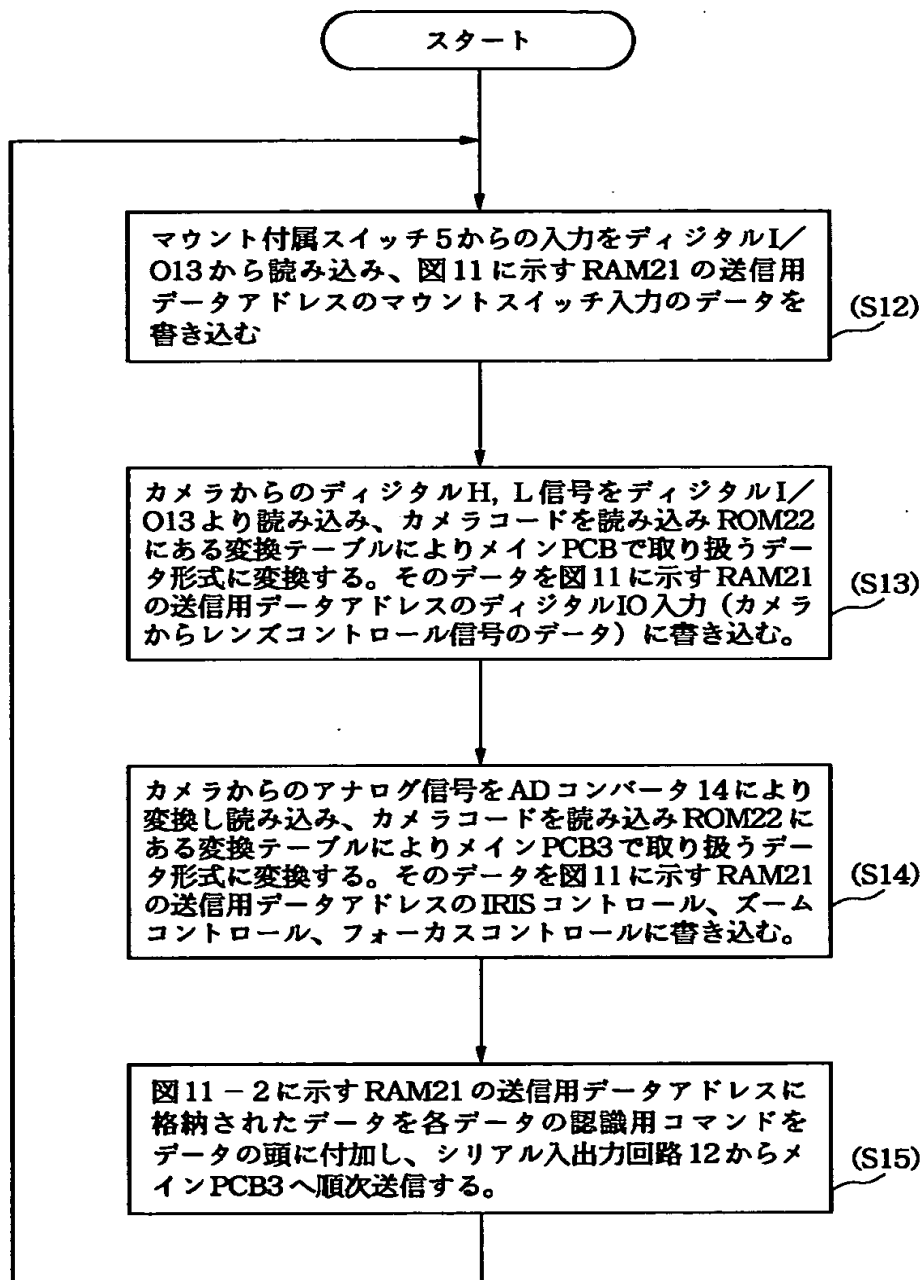 スタート
マウント付属スイッチ5からの入力をディジタルI/
O13から読み込み、図11に示すRAM21の送信用
データアドレスのマウントスイッチ入力のデータを
書き込む
(S12)
カメラからのディジタルH, L信号をディジタルI/
O13より読み込み、カメラコードを読み込みROM22
にある変換テーブルによりメインPCBで取り扱うデー
タ形式に変換する。そのデータを図11に示すRAM21
の送信用データアドレスのディジタルIO入力(カメラ
からレンズコントロール信号のデータ)に書き込む。
(S13)
カメラからのアナログ信号をADコンバータ14により
変換し読み込み、カメラコードを読み込みROM22に
ある変換テーブルによりメインPCB3で取り扱うデー
タ形式に変換する。そのデータを図11に示すRAM21
の送信用データアドレスのIRISコントロール、ズーム
コントロール、フォーカスコントロールに書き込む。
(S14)
図11-2に示すRAM21の送信用データアドレスに
格納されたデータを各データの認識用コマンドを
データの頭に付加し、シリアル入出力回路12からメ
インPCB3へ順次送信する。
(S15)